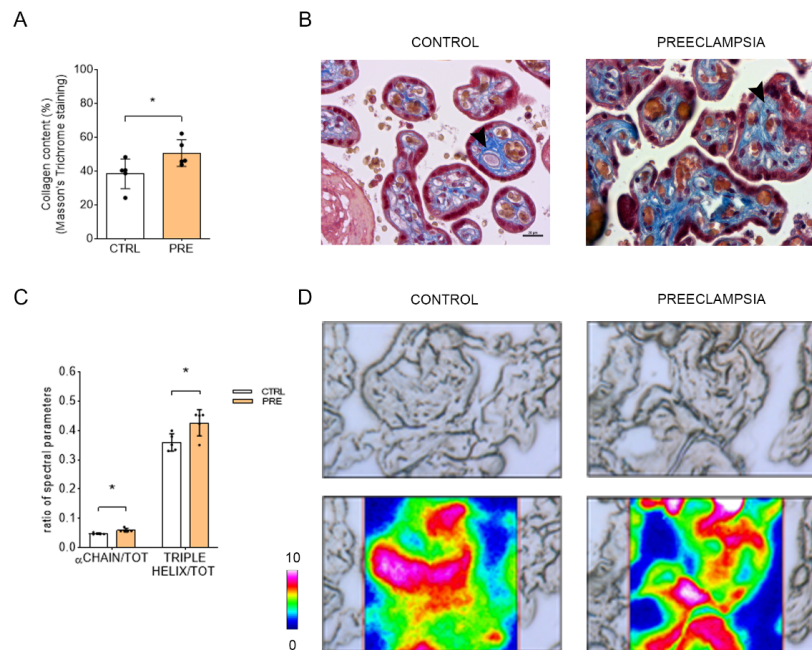 A
B
CONTROL
PREECLAMPSIA
Collagen content (%)
(Masson's Trichrome staining)
100
80
60
40
20
0
*
CTRL
PRE
C
D
CONTROL
PREECLAMPSIA
ratio of spectral parameters
0.6
0.5
0.4
0.3
0.2
0.1
0.0
*
*
CTRL
PRE
αCHAIN/TOT
TRIPLE
HELIX/TOT
10
0